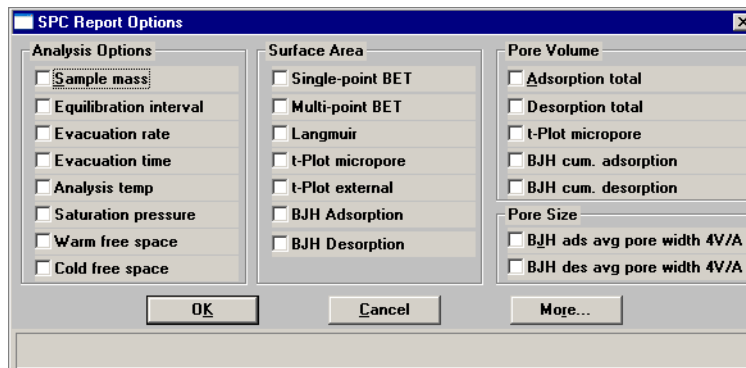 SPC Report Options
Analysis Options
Sample mass
Equilibration interval
Evacuation rate
Evacuation time
Analysis temp
Saturation pressure
Warm free space
Cold free space
Surface Area
Single-point BET
Multi-point BET
Langmuir
t-Plot micropore
t-Plot external
BJH Adsorption
BJH Desorption
Pore Volume
Adsorption total
Desorption total
t-Plot micropore
BJH cum. adsorption
BJH cum. desorption
Pore Size
BJH ads avg pore width 4V/A
BJH des avg pore width 4V/A
OK
Cancel
More...